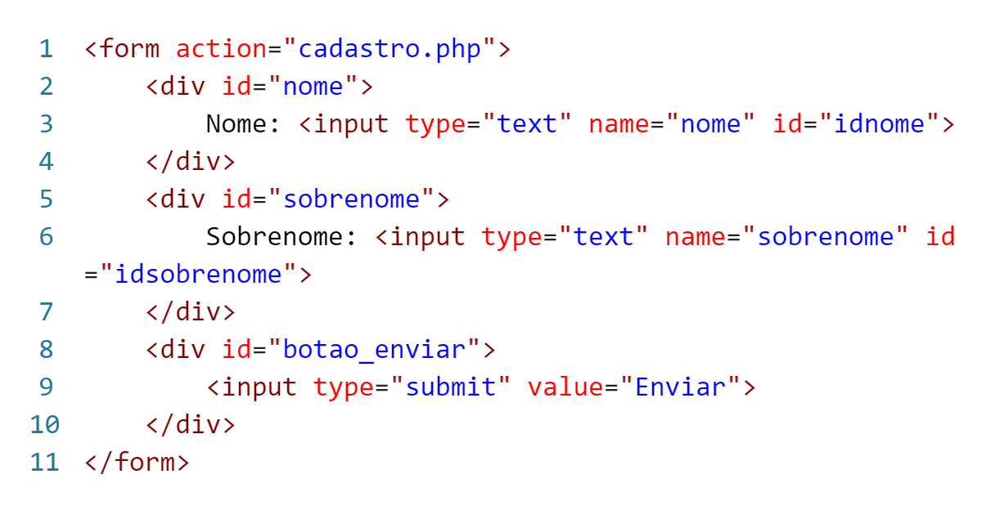 1 <form action="cadastro.php">
2 <div id="nome">
3 Nome: <input type="text" name="nome" id="idnome">
4 </div>
5 <div id="sobrenome">
6 Sobrenome: <input type="text" name="sobrenome" id
="idsobrenome">
7 </div>
8 <div id="botao_enviar">
9 <input type="submit" value="Enviar">
10 </div>
11 </form>